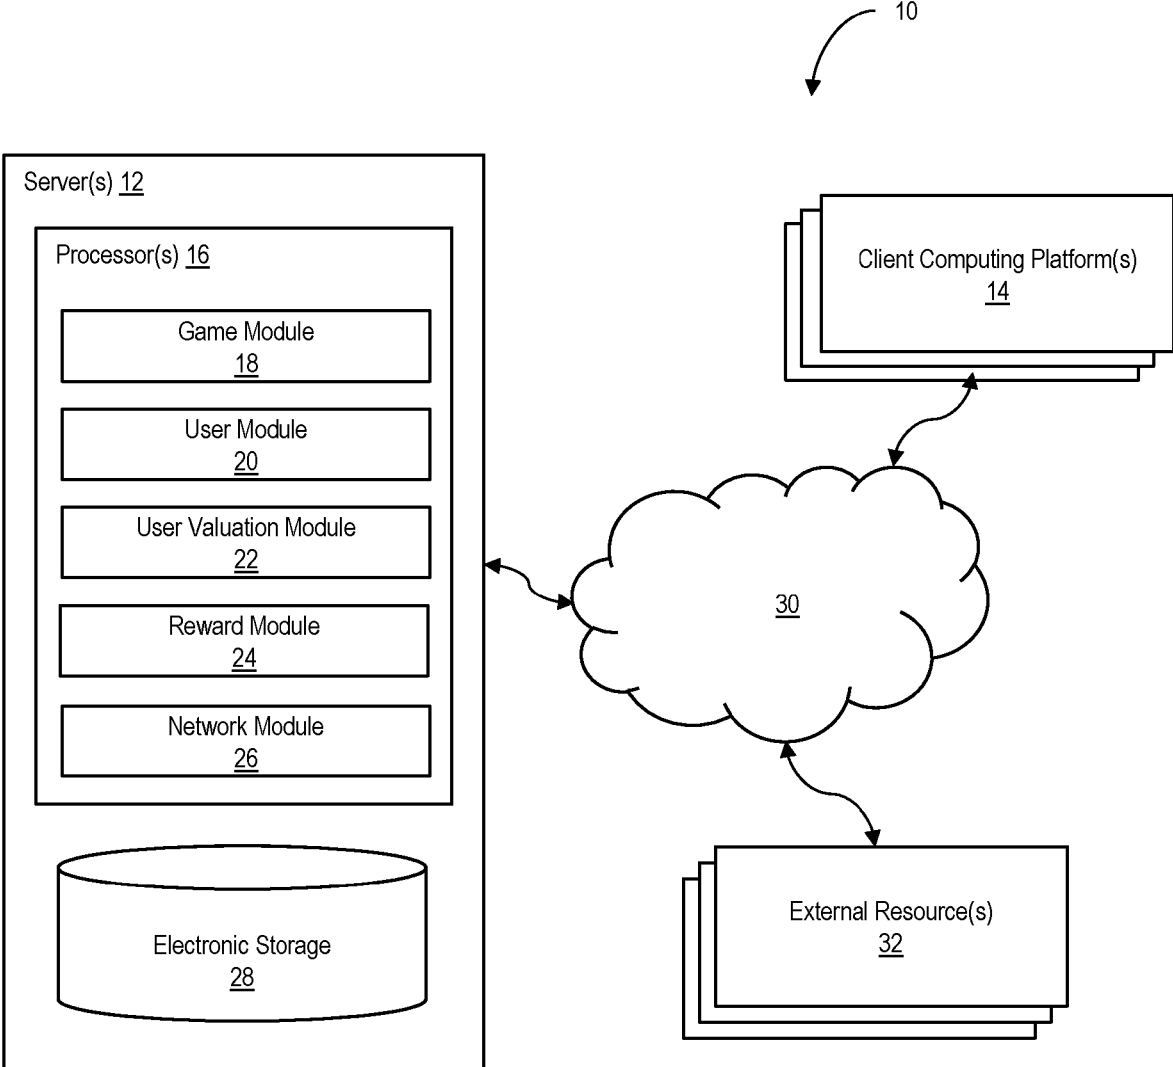 10
Server(s) 12
Processor(s) 16
Game Module
18
User Module
20
User Valuation Module
22
Reward Module
24
Network Module
26
Electronic Storage
28
Client Computing Platform(s)
14
30
External Resource(s)
32